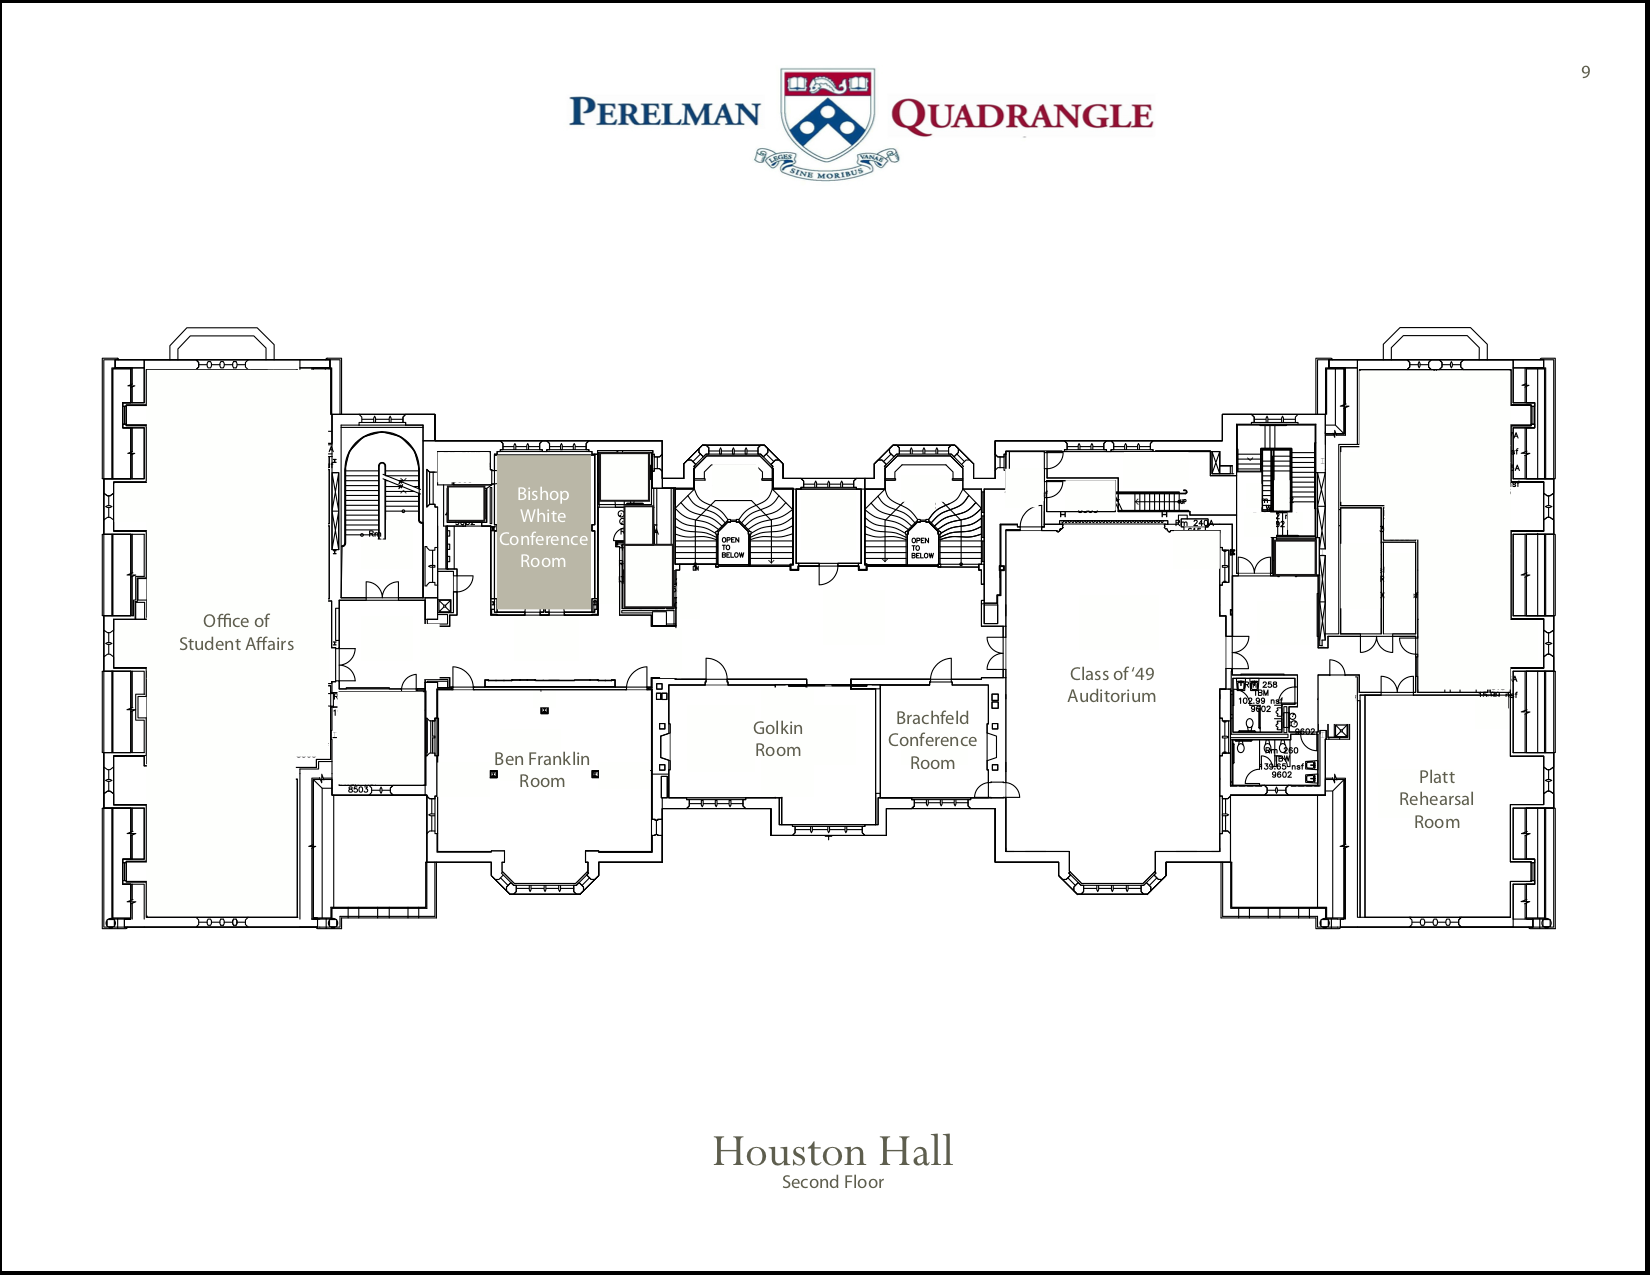 9
PERELMAN QUADRANGLE
LEGES VANAE
SINE MORIBUS
Bishop
White
Conference
Room
OPEN
TO
BELOW
OPEN
TO
BELOW
Rm 240A
92
Rm
Office of
Student Affairs
Class of ‘49
Auditorium
258
102.99 nsf
9602
9602
Rm 260
139.65 nsf
9602
Golkin
Room
Brachfeld
Conference
Room
Ben Franklin
Room
Platt
Rehearsal
Room
8503
Houston Hall
Second Floor